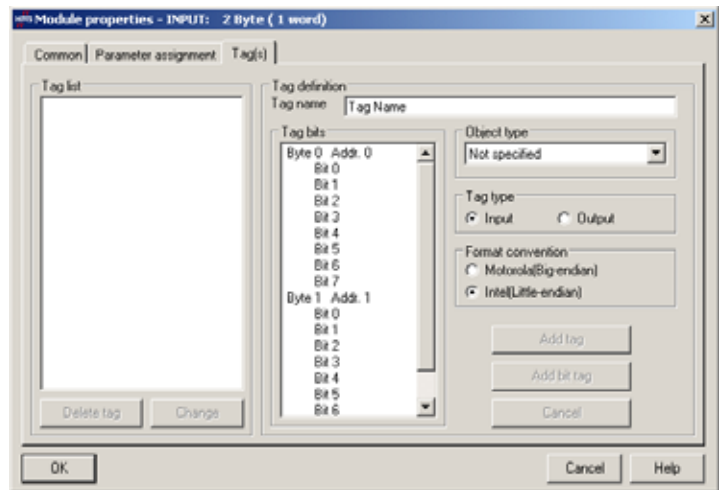 HMS Module properties - INPUT: 2 Byte ( 1 word)
Common Parameter assignment Tag(s)
Tag list
Tag definition
Tag name Tag Name
Tag bits
Byte 0 Addr. 0
Bit 0
Bit 1
Bit 2
Bit 3
Bit 4
Bit 5
Bit 6
Bit 7
Byte 1 Addr. 1
Bit 0
Bit 1
Bit 2
Bit 3
Bit 4
Bit 5
Bit 6
Object type
Not specified
Tag type
Input Output
Format convention
Motorola(Big-endian)
Intel(Little-endian)
Add tag
Add bit tag
Cancel
Delete tag Change
OK Cancel Help